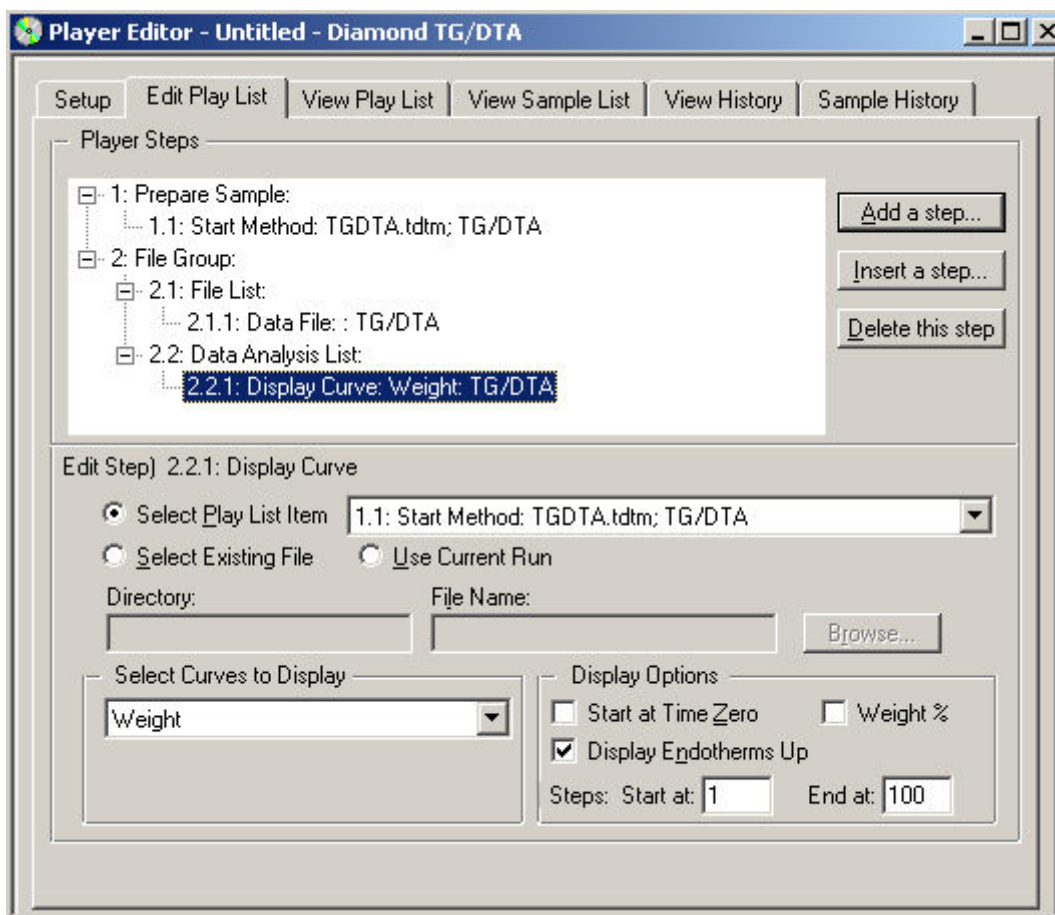 Player Editor - Untitled - Diamond TG/DTA
Setup Edit Play List View Play List View Sample List View History Sample History
Player Steps
1: Prepare Sample:
1.1: Start Method: TGDTA.tdtm; TG/DTA
2: File Group:
2.1: File List:
2.1.1: Data File: : TG/DTA
2.2: Data Analysis List:
2.2.1: Display Curve: Weight: TG/DTA
Add a step...
Insert a step...
Delete this step
Edit Step) 2.2.1: Display Curve
Select Play List Item 1.1: Start Method: TGDTA.tdtm; TG/DTA
Select Existing File Use Current Run
Directory: File Name:
Browse...
Select Curves to Display
Weight
Display Options
Start at Time Zero Weight %
Display Endotherms Up
Steps: Start at: 1 End at: 100